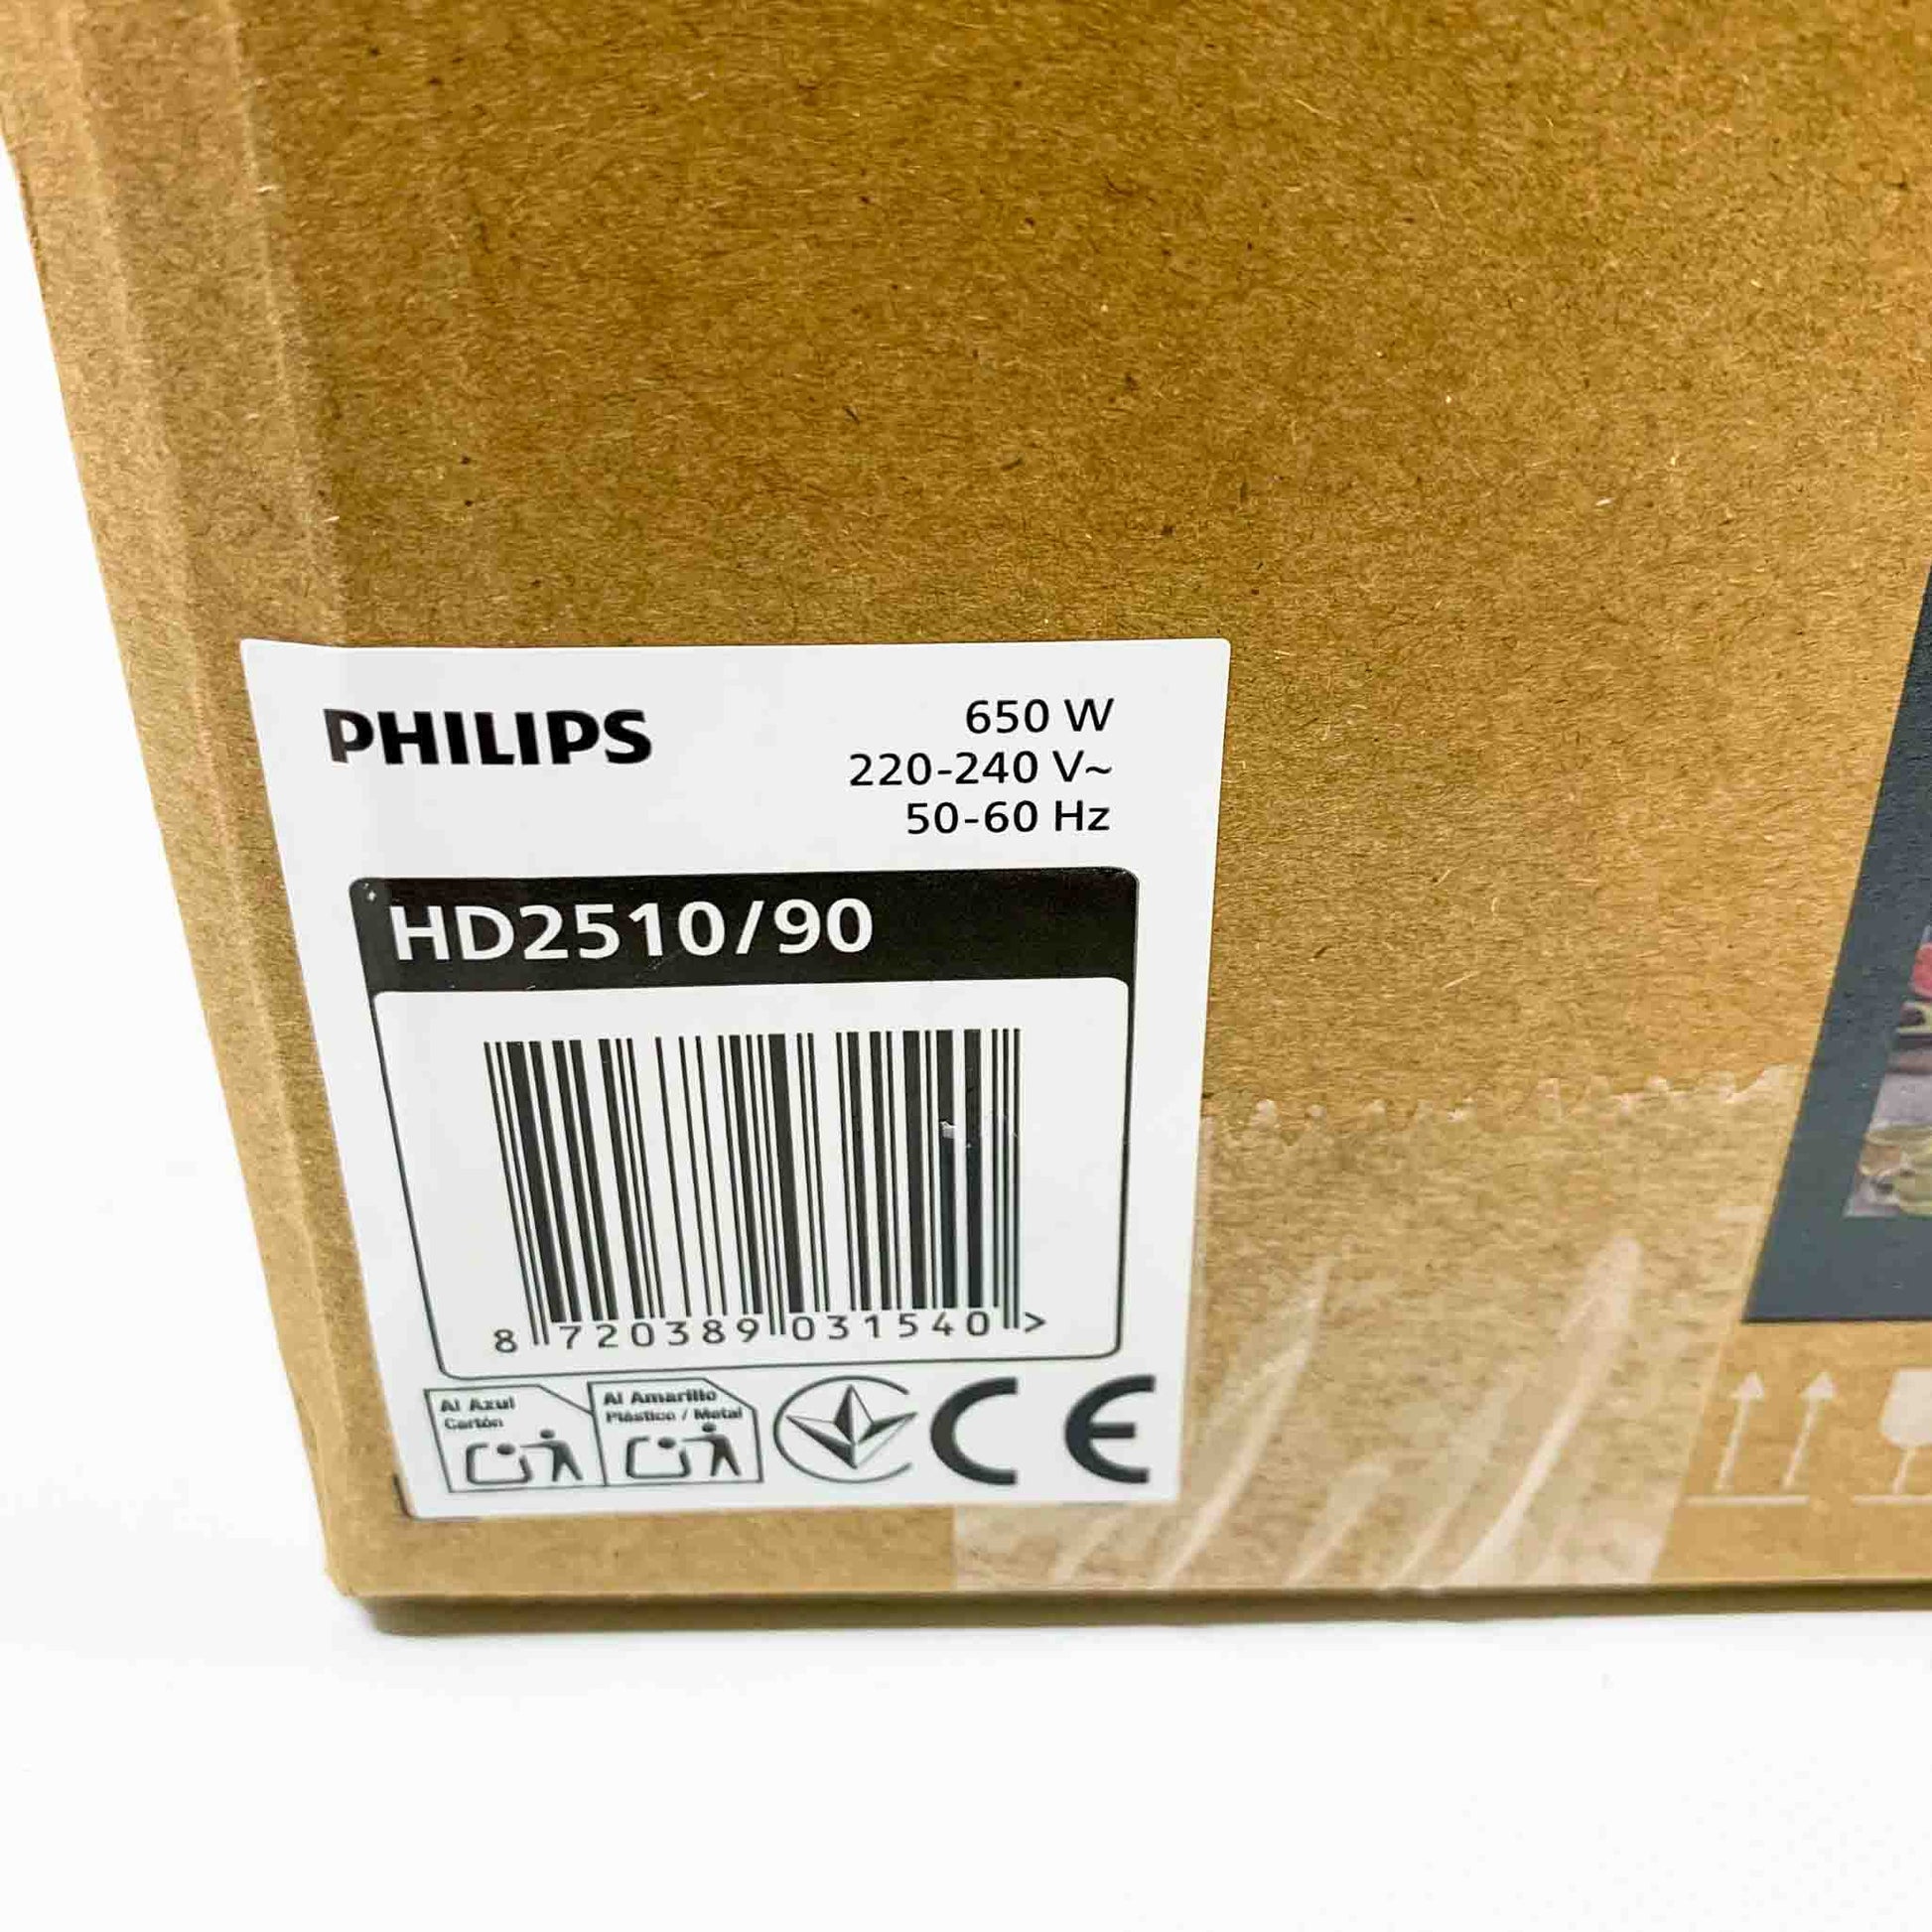 PHILIPS
650 W
220-240 V~
50-60 Hz
HD2510/90
8 720389 031540 >
Al Azul
Cartón
Al Amarillo
Plástico / Metal
CE